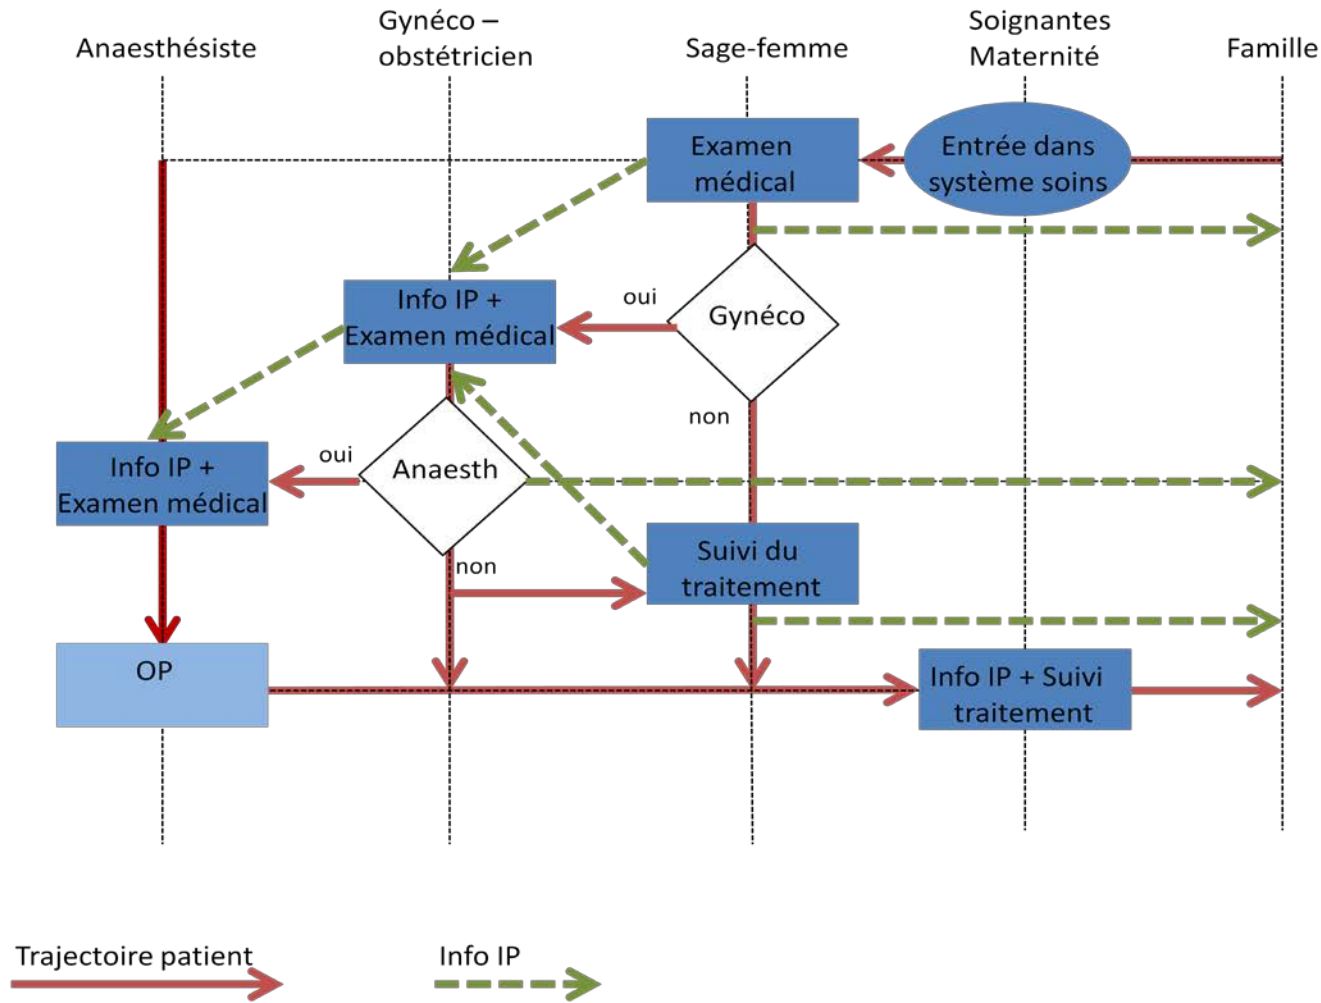 Anaesthésiste
Gynéco –
obstétricien
Sage-femme
Soignantes
Maternité
Famille
Examen
médical
Entrée dans
système soins
Info IP +
Examen médical
oui
Gynéco
non
Info IP +
Examen médical
oui
Anaesth
non
Suivi du
traitement
OP
Info IP + Suivi
traitement
Trajectoire patient
Info IP